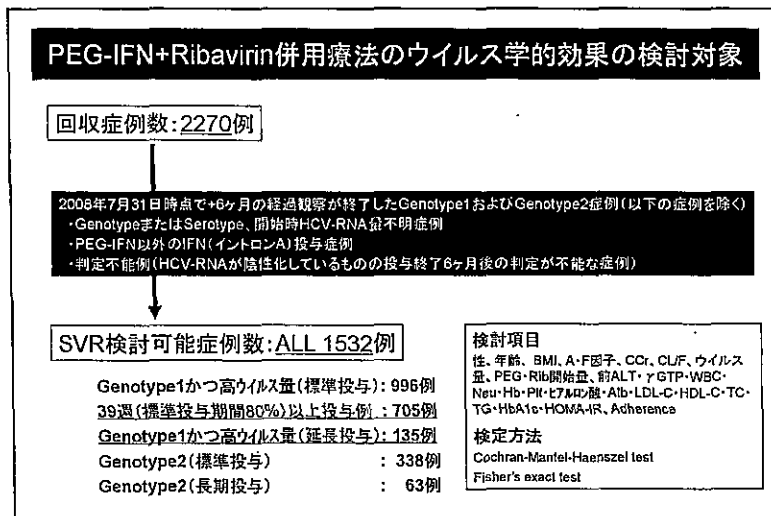 PEG-IFN+Ribavirin併用療法のウイルス学的効果の検討対象
回収症例数:2270例
2008年7月31日時点で+6ヶ月の経過観察が終了したGenotype1およびGenotype2症例(以下の症例を除く)
・GenotypeまたはSerotype、開始時HCV-RNA量不明症例
・PEG-IFN以外のIFN(イントロンA)投与症例
・判定不能例(HCV-RNAが陰性化しているものの投与終了6ヶ月後の判定が不能な症例)
SVR検討可能症例数:ALL 1532例
Genotype1かつ高ウイルス量(標準投与):996例
39週(標準投与期間80%)以上投与例:705例
Genotype1かつ高ウイルス量(延長投与):135例
Genotype2(標準投与) : 338例
Genotype2(長期投与) : 63例
検討項目
性、年齢、BMI、A・F因子、CCr、CL/F、ウイルス
量、PEG・Rib開始量、前ALT・γGTP・WBC・
Neu・Hb・Plt・ヒアルロン酸・Alb・LDL-C・HDL-C・TC・
TG・HbA1c・HOMA-IR、Adherence
検定方法
Cochran-Mantel-Haenszel test
Fisher's exact test